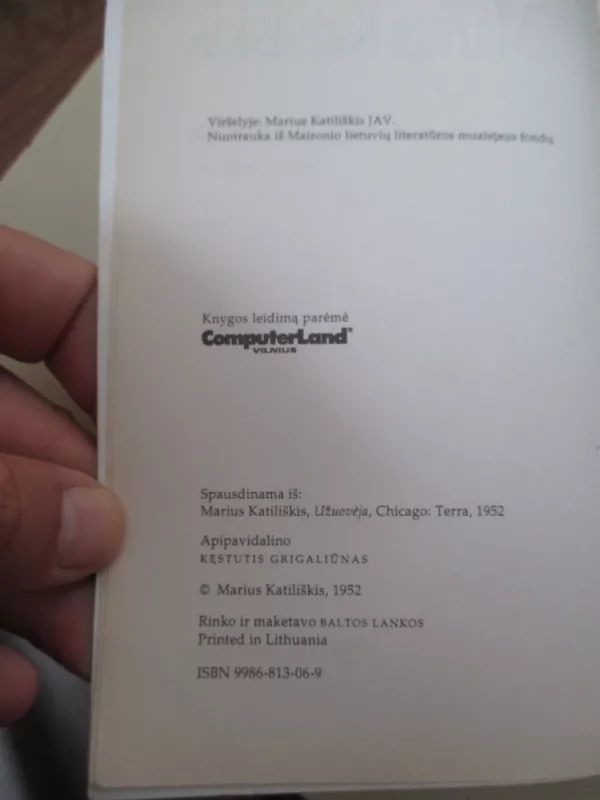 Viršelyje: Marius Katiliškis JAV.
Nuotrauka iš Maironio lietuvių literatūros muziejaus fondų
Knygos leidimą parėmė
ComputerLand®
VILNIUS
Spausdinama iš:
Marius Katiliškis, Užuovėja, Chicago: Terra, 1952
Apipavidalino
KĘSTUTIS GRIGALIŪNAS
© Marius Katiliškis, 1952
Rinko ir maketavo BALTOS LANKOS
Printed in Lithuania
ISBN 9986-813-06-9